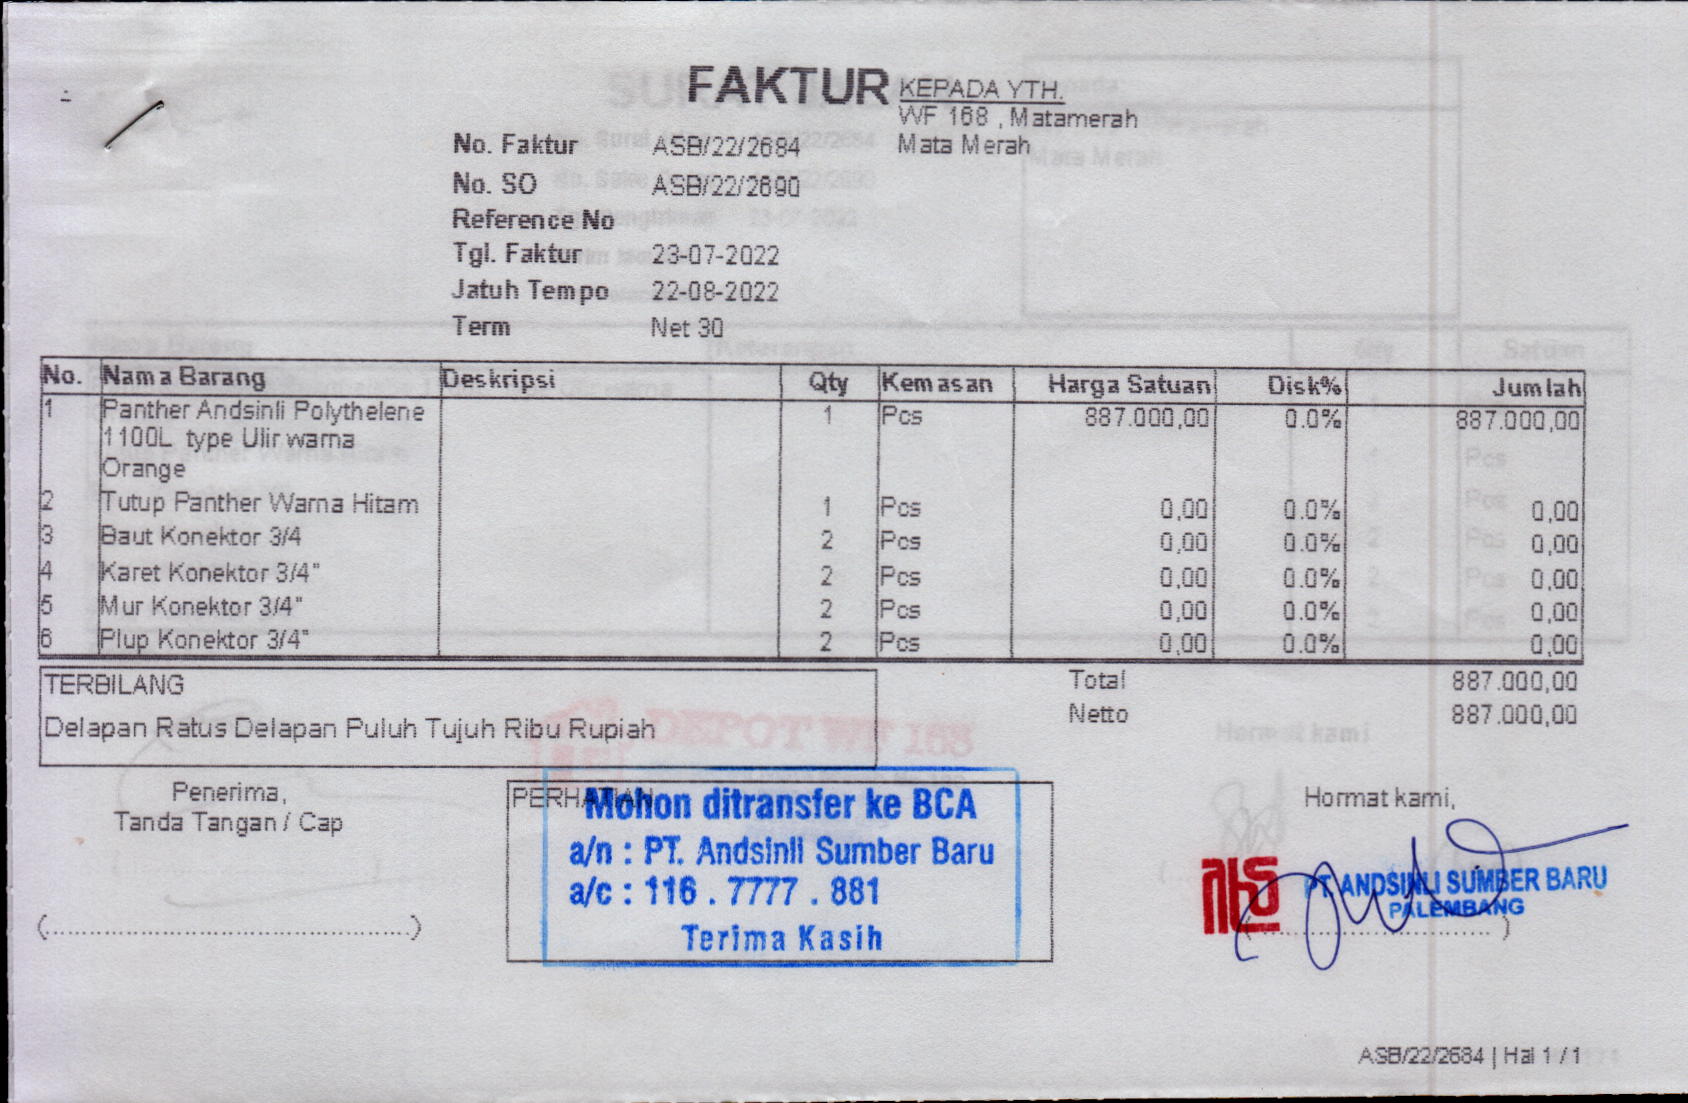 FAKTUR
KEPADA YTH.
WF 168 , Matamerah
Mata Merah
No. Faktur ASB/22/2684
No. SO ASB/22/2690
Reference No
Tgl. Faktur 23-07-2022
Jatuh Tempo 22-08-2022
Term Net 30
No. Nama Barang Deskripsi Qty Kemasan Harga Satuan Disk% Jumlah
1 Panther Andsinli Polythelene 1 Pcs 887.000,00 0.0% 887.000,00
1100L type Ulir warna
Orange
2 Tutup Panther Warna Hitam 1 Pcs 0,00 0.0% 0,00
3 Baut Konektor 3/4 2 Pcs 0,00 0.0% 0,00
4 Karet Konektor 3/4" 2 Pcs 0,00 0.0% 0,00
5 Mur Konektor 3/4" 2 Pcs 0,00 0.0% 0,00
6 Plup Konektor 3/4" 2 Pcs 0,00 0.0% 0,00
TERBILANG
Delapan Ratus Delapan Puluh Tujuh Ribu Rupiah
Total 887.000,00
Netto 887.000,00
Penerima,
Tanda Tangan / Cap
(..........................................)
PERHATIAN
Mohon ditransfer ke BCA
a/n : PT. Andsinli Sumber Baru
a/c : 116 . 7777 . 881
Terima Kasih
Hormat kami,
PT. ANDSINLI SUMBER BARU
PALEMBANG
(..............................)
ASB/22/2684 | Hal 1 / 1